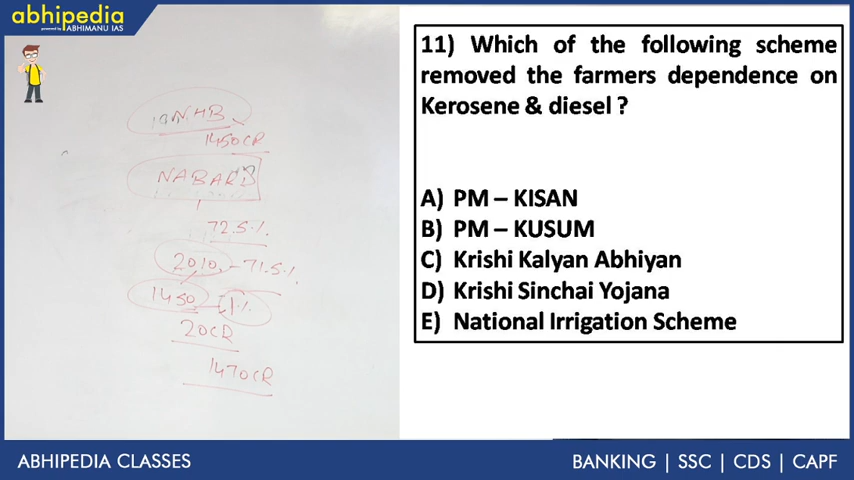 abhipedia
powered by ABHIMANU IAS
NHB
1450CR
NABARD
72.5%
2010 - 71.5%
1450 - 1%
20CR
1470CR
11) Which of the following scheme
removed the farmers dependence on
Kerosene & diesel ?
A) PM – KISAN
B) PM – KUSUM
C) Krishi Kalyan Abhiyan
D) Krishi Sinchai Yojana
E) National Irrigation Scheme
ABHIPEDIA CLASSES
BANKING | SSC | CDS | CAPF